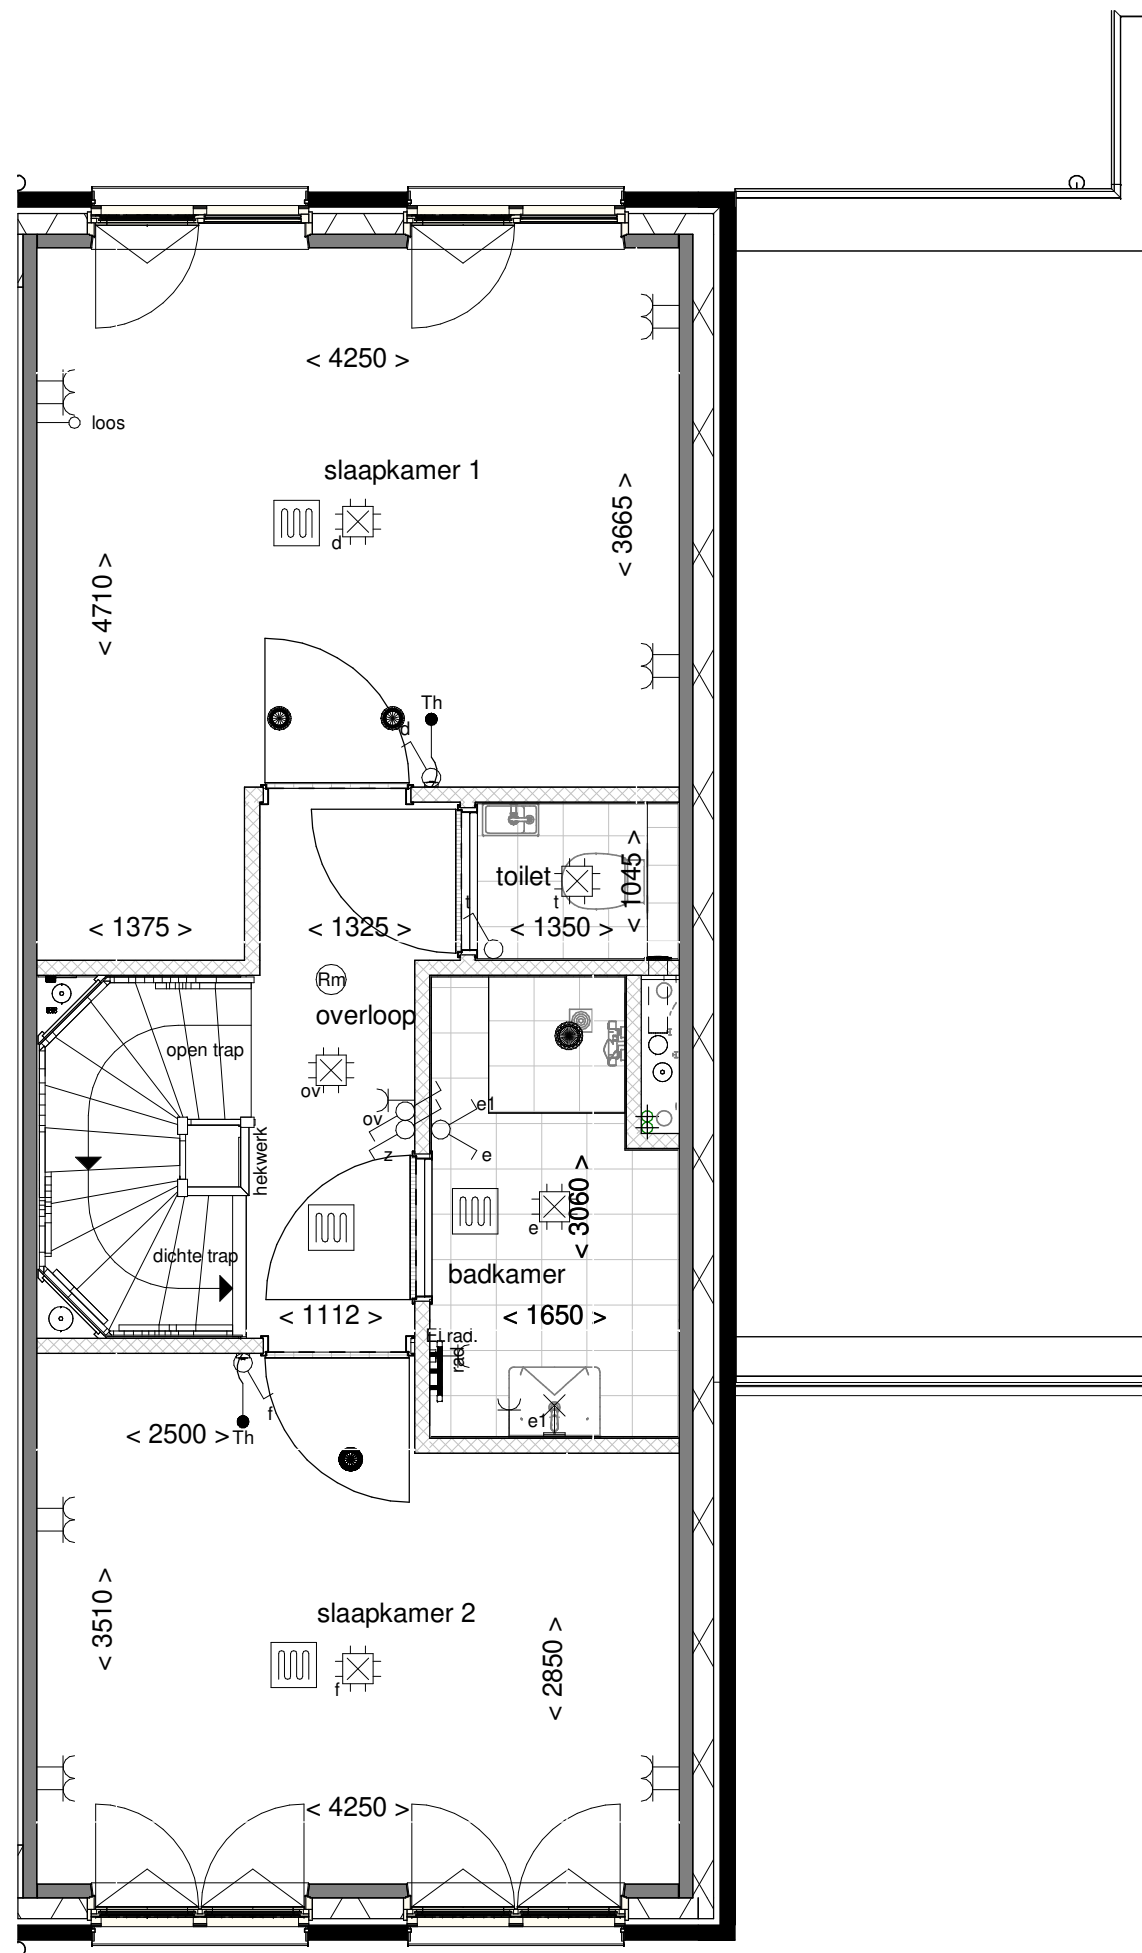 < 4250 >
loos
slaapkamer 1
< 3665 >
d
< 4710 >
Th
d
toilet
< 1045 >
t
t
< 1375 >
< 1325 >
< 1350 >
Rm
overloop
open trap
ov
ov
e1
z
e
hekwerk
< 3060 >
e
dichte trap
badkamer
< 1112 >
< 1650 >
rad.
rad.
f
e1
< 2500 >
Th
< 3510 >
slaapkamer 2
< 2850 >
f
< 4250 >